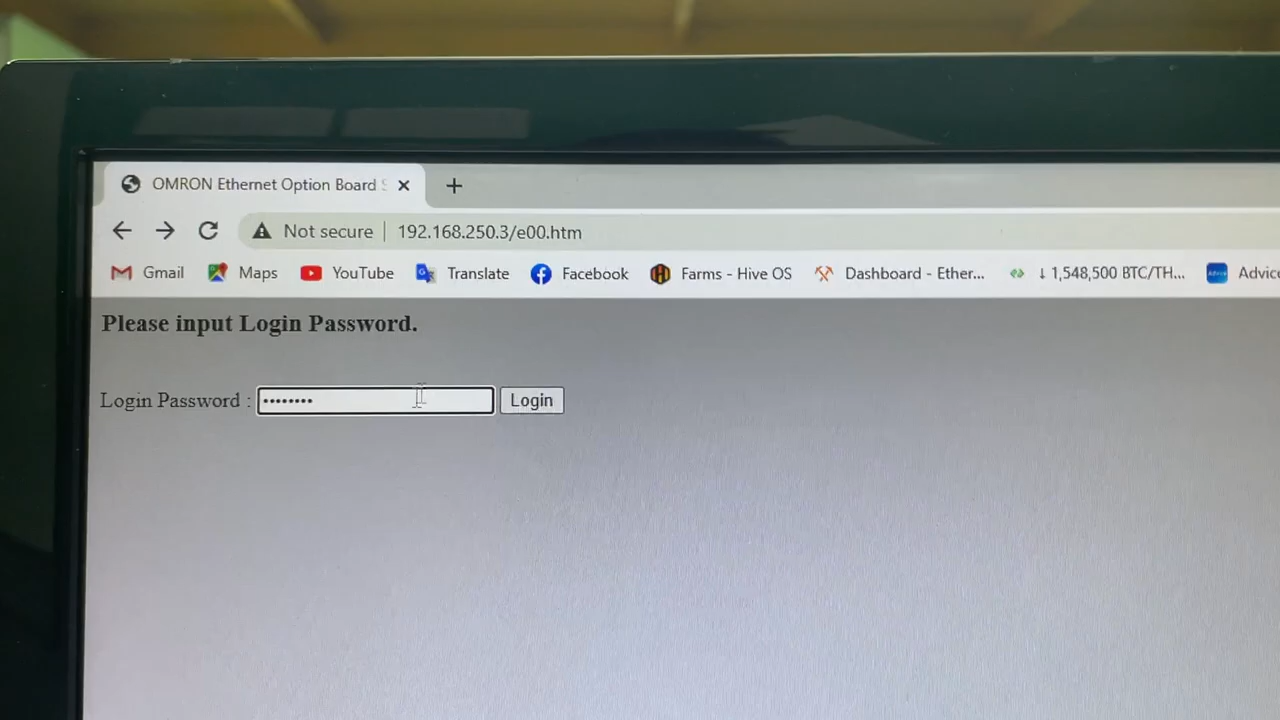 OMRON Ethernet Option Board
Not secure 192.168.250.3/e00.htm
Gmail Maps YouTube Translate Facebook Farms - Hive OS Dashboard - Ether... ↓ 1,548,500 BTC/TH... Advice
Please input Login Password.
Login Password : •••••••• Login